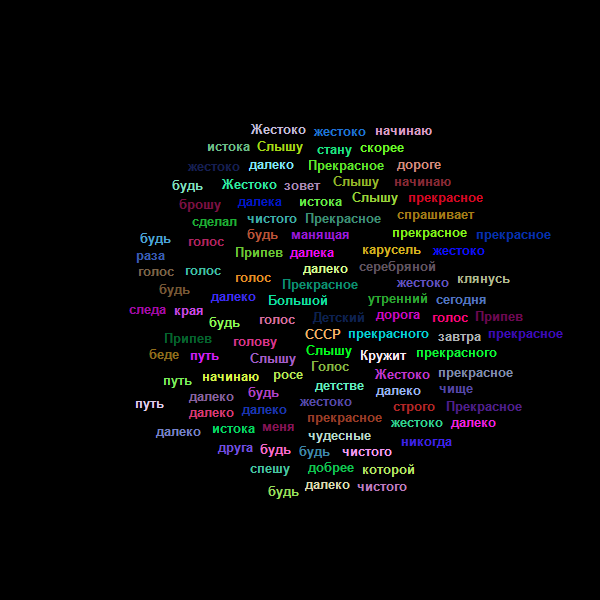 Жестоко жестоко начинаю
истока Слышу стану скорее
жестоко далеко Прекрасное дороге
будь Жестоко зовет Слышу начинаю
брошу далека истока Слышу прекрасное
сделал чистого Прекрасное спрашивает
будь голос будь манящая прекрасное прекрасное
раза Припев далека карусель жестоко
голос голос голос далеко серебряной
будь Прекрасное жестоко клянусь
далеко Большой утренний сегодня
следа края будь голос Детский дорога голос Припев
Припев голову СССР прекрасного завтра прекрасное
беде путь Слышу Слышу Кружит прекрасного
путь начинаю росе Голос Жестоко прекрасное
путь далеко будь детстве далеко чище
далеко далеко жестоко прекрасное строго Прекрасное
далеко истока меня чудесные жестоко далеко
друга будь будь чистого никогда
спешу добрее которой
будь далеко чистого